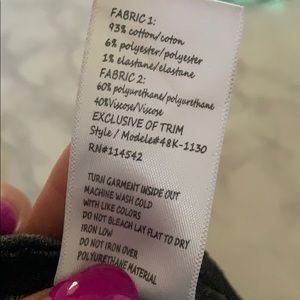 FABRIC 1:
93% cotton/coton
6% polyester/polyester
1% elastane/elastane
FABRIC 2:
60% polyurethane/polyurethane
40%Viscose/Viscose
EXCLUSIVE OF TRIM
Style / Modele#48K-1130
RN#114542
TURN GARMENT INSIDE OUT
MACHINE WASH COLD
WITH LIKE COLORS
DO NOT BLEACH LAY FLAT TO DRY
IRON LOW
DO NOT IRON OVER
POLYURETHANE MATERIAL